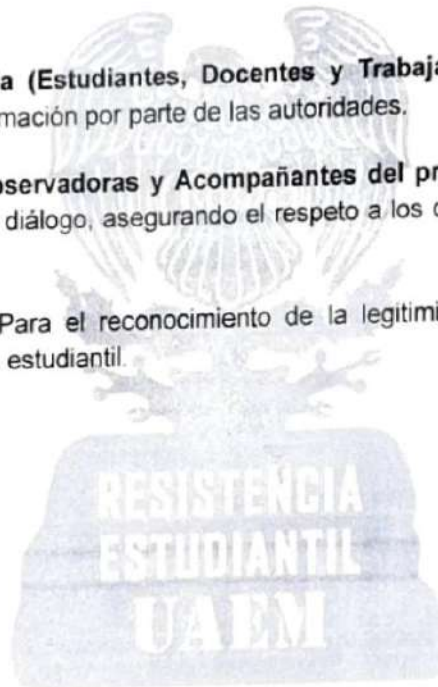 a (Estudiantes, Docentes y Trabaja
mación por parte de las autoridades.
bservadoras y Acompañantes del pr
diálogo, asegurando el respeto a los
Para el reconocimiento de la legitimi
estudiantil.
RESISTENCIA
ESTUDIANTIL
UAEM